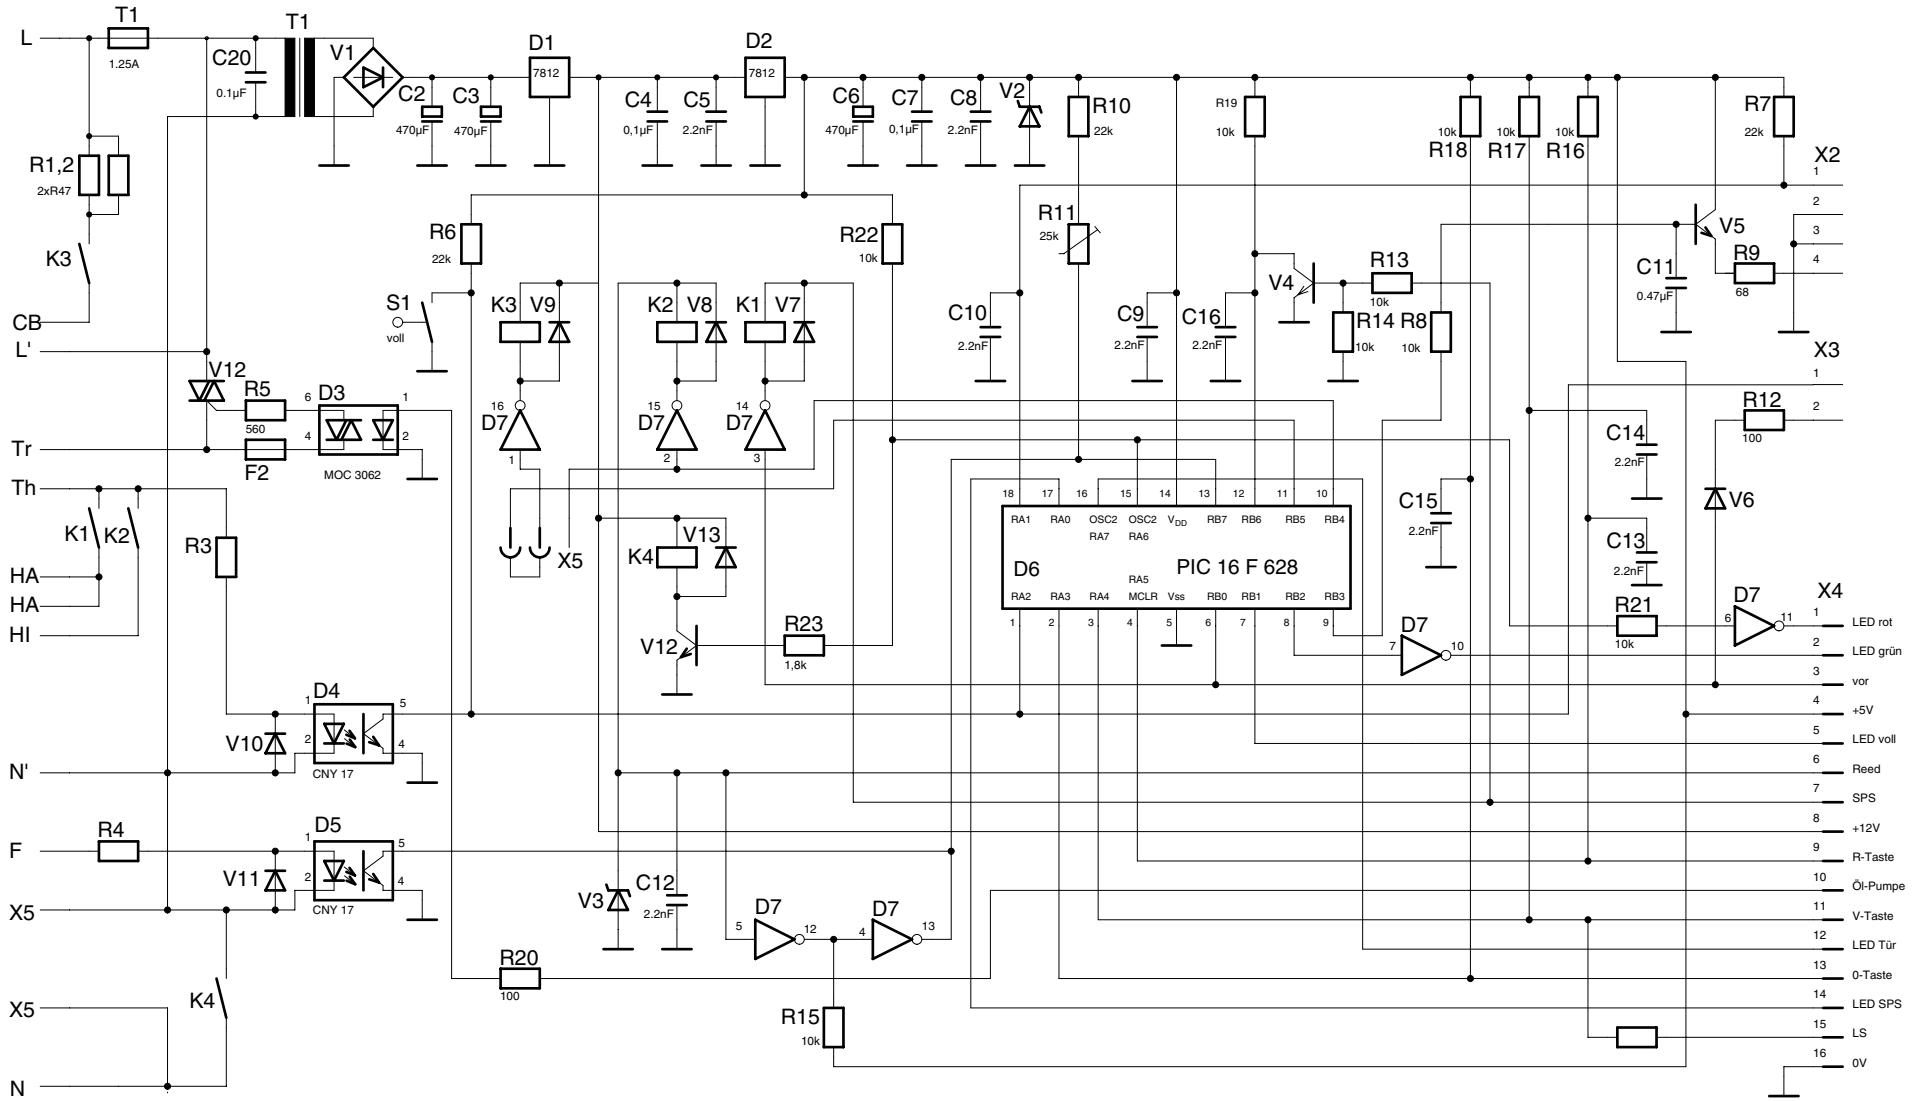 L
T1
1.25A
C20
0.1µF
T1
V1
C2
470µF
C3
470µF
D1
7812
C4
0,1µF
C5
2.2nF
D2
7812
C6
470µF
C7
0,1µF
C8
2.2nF
V2
R10
22k
R19
10k
10k
R18
10k
R17
10k
R16
R7
22k
X2
1
2
3
4
R1,2
2xR47
K3
CB
L'
R6
22k
S1
voll
R22
10k
R11
25k
K3
V9
K2
V8
K1
V7
C10
2.2nF
C9
2.2nF
C16
2.2nF
V4
R13
10k
R14
10k
R8
10k
C11
0.47µF
V5
R9
68
X3
1
2
R12
100
V12
R5
560
F2
D3
6
4
1
2
MOC 3062
Tr
Th
16
D7
1
15
D7
2
14
D7
3
X5
K1
K2
R3
HA
HA
HI
K4
V13
V12
R23
1,8k
18
17
16
15
14
13
12
11
10
RA1
RA0
OSC2
RA7
OSC2
RA6
VDD
RB7
RB6
RB5
RB4
D6
PIC 16 F 628
RA5
RA2
RA3
RA4
MCLR
Vss
RB0
RB1
RB2
RB3
1
2
3
4
5
6
7
8
9
C15
2.2nF
C14
2.2nF
C13
2.2nF
V6
7
D7
10
R21
10k
6
D7
11
X4
1
LED rot
2
LED grün
3
vor
4
+5V
5
LED voll
6
Reed
7
SPS
8
+12V
9
R-Taste
10
Öl-Pumpe
11
V-Taste
12
LED Tür
13
0-Taste
14
LED SPS
15
LS
16
0V
D4
1
2
5
4
V10
CNY 17
N'
F
R4
D5
1
2
5
4
V11
CNY 17
X5
K4
X5
N
V3
C12
2.2nF
5
D7
12
4
D7
13
R20
100
R15
10k